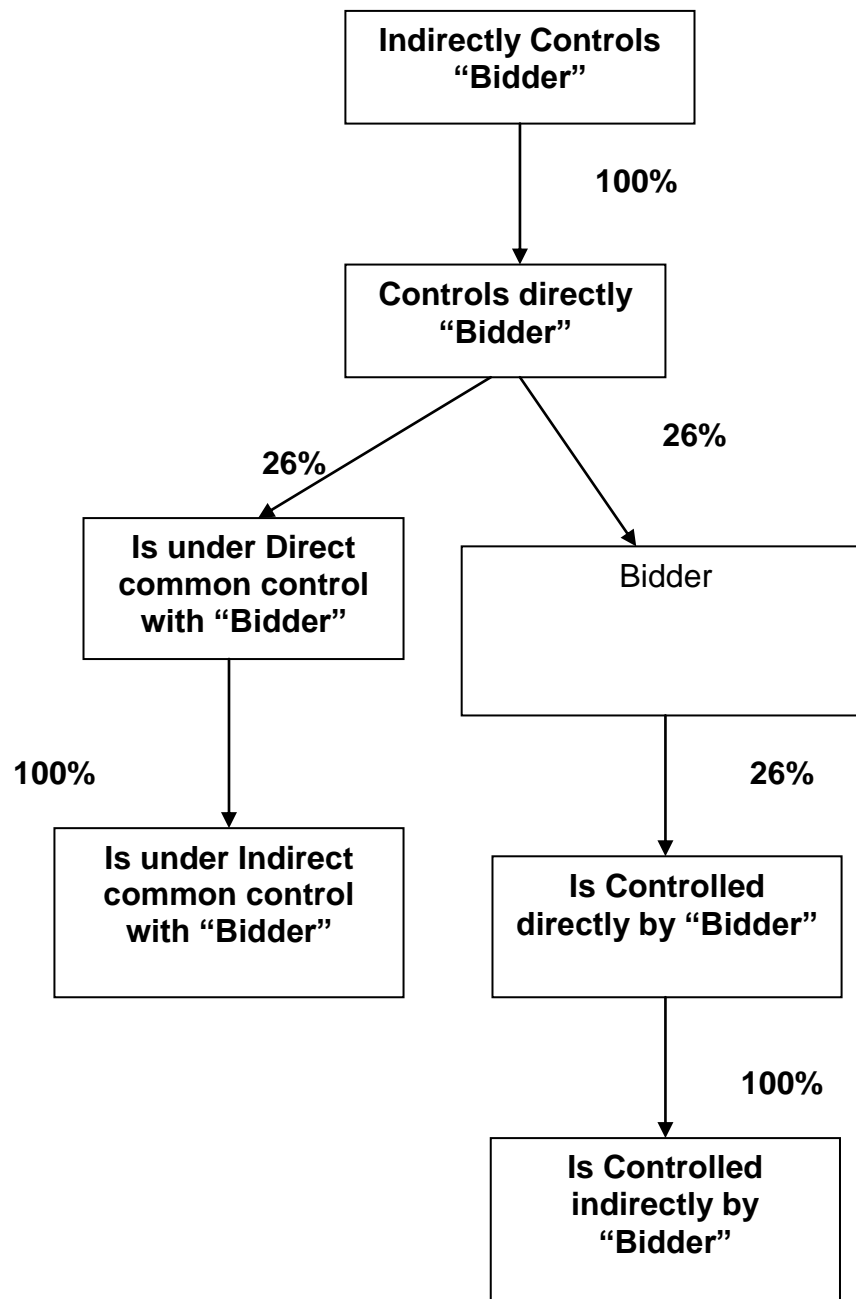 Indirectly Controls
“Bidder”
100%
Controls directly
“Bidder”
26%
26%
Is under Direct
common control
with “Bidder”
Bidder
100%
26%
Is under Indirect
common control
with “Bidder”
Is Controlled
directly by “Bidder”
100%
Is Controlled
indirectly by
“Bidder”